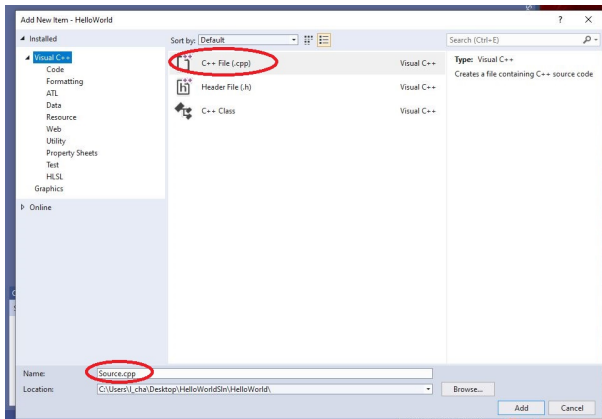 Add New Item - HelloWorld
? ×
Installed
Sort by: Default
Search (Ctrl+E)
Visual C++
Code
Formatting
ATL
Data
Resource
Web
Utility
Property Sheets
Test
HLSL
Graphics
Online
C++ File (.cpp) Visual C++
Header File (.h) Visual C++
C++ Class Visual C++
Type: Visual C++
Creates a file containing C++ source code
Name: Source.cpp
Location: C:\Users\l_cha\Desktop\HelloWorldSln\HelloWorld\
Browse...
Add Cancel